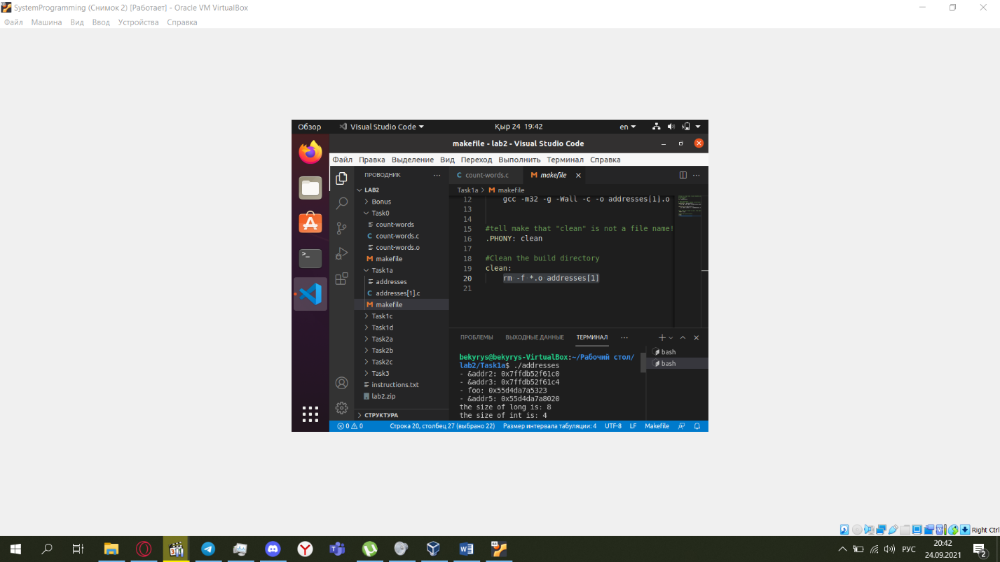 SystemProgramming (Снимок 2) [Работает] - Oracle VM VirtualBox
Файл Машина Вид Ввод Устройства Справка
Обзор Visual Studio Code Қыр 24 19:42 en
makefile - lab2 - Visual Studio Code
Файл Правка Выделение Вид Переход Выполнить Терминал Справка
ПРОВОДНИК
LAB2
Bonus
Task0
count-words
count-words.c
count-words.o
makefile
Task1a
addresses
addresses[1].c
makefile
Task1c
Task1d
Task2a
Task2b
Task2c
Task3
instructions.txt
lab2.zip
СТРУКТУРА
count-words.c makefile
Task1a > makefile
12 gcc -m32 -g -Wall -c -o addresses[1].o
13
14
15 #tell make that "clean" is not a file name!
16 .PHONY: clean
17
18 #Clean the build directory
19 clean:
20 rm -f *.o addresses[1]
21
ПРОБЛЕМЫ ВЫХОДНЫЕ ДАННЫЕ ТЕРМИНАЛ
bekyrys@bekyrys-VirtualBox:~/Рабочий стол/
lab2/Task1a$ ./addresses
- &addr2: 0x7ffdb52f61c0
- &addr3: 0x7ffdb52f61c4
- foo: 0x55d4da7a5323
- &addr5: 0x55d4da7a8020
the size of long is: 8
the size of int is: 4
bash
bash
0 0 Строка 20, столбец 27 (выбрано 22) Размер интервала табуляции: 4 UTF-8 LF Makefile
Right Ctrl
РУС
20:42
24.09.2021
2